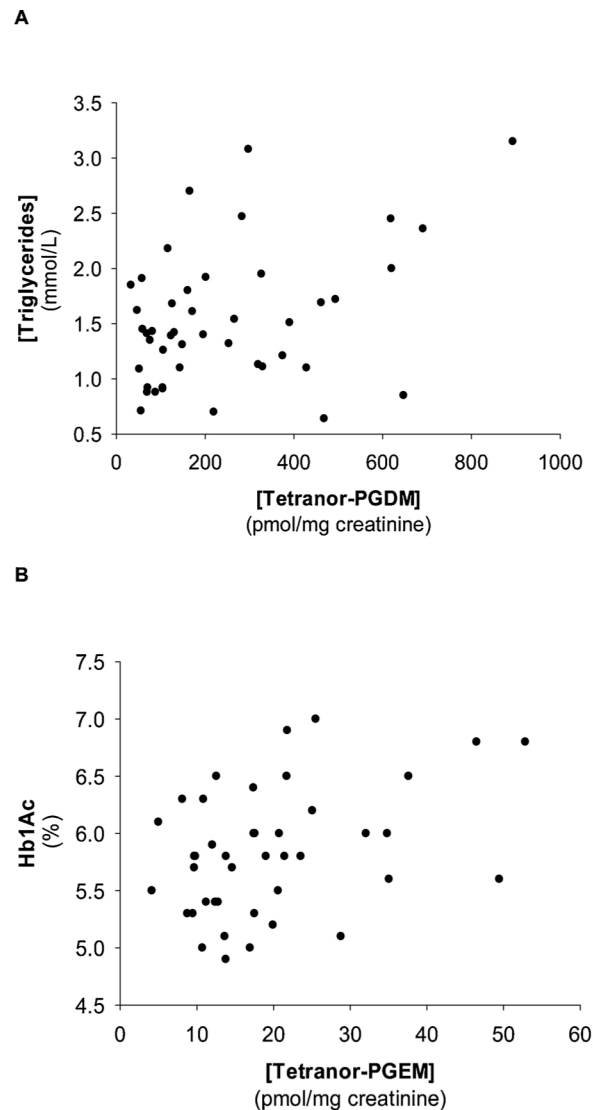 A
3.5
3.0
2.5
2.0
1.5
1.0
0.5
[Triglycerides]
(mmol/L)
0 200 400 600 800 1000
[Tetranor-PGDM]
(pmol/mg creatinine)
B
7.5
7.0
6.5
6.0
5.5
5.0
4.5
Hb1Ac
(%)
0 10 20 30 40 50 60
[Tetranor-PGEM]
(pmol/mg creatinine)